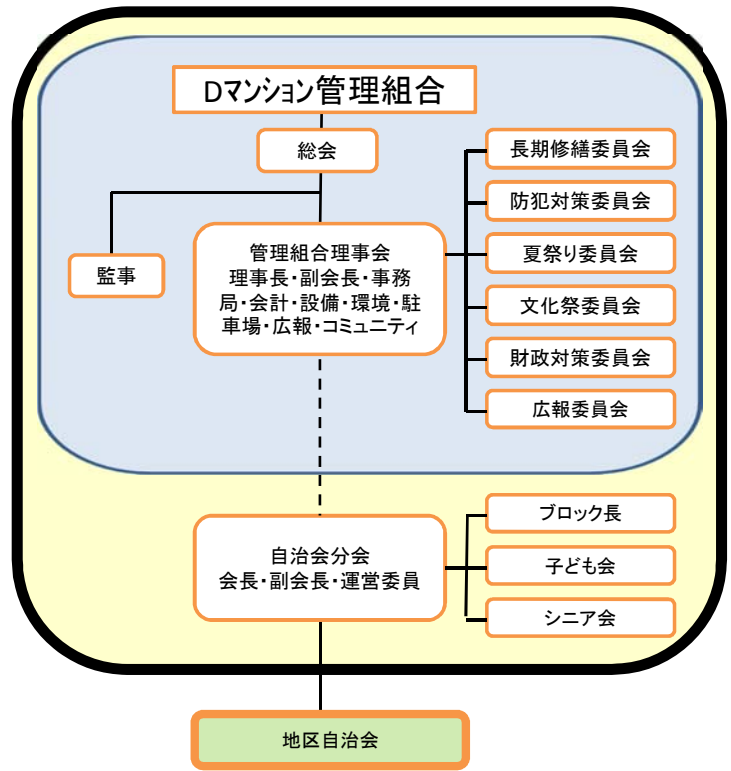 Dマンション管理組合
総会
監事
管理組合理事会
理事長・副会長・事務
局・会計・設備・環境・駐
車場・広報・コミュニティ
長期修繕委員会
防犯対策委員会
夏祭り委員会
文化祭委員会
財政対策委員会
広報委員会
自治会分会
会長・副会長・運営委員
ブロック長
子ども会
シニア会
地区自治会